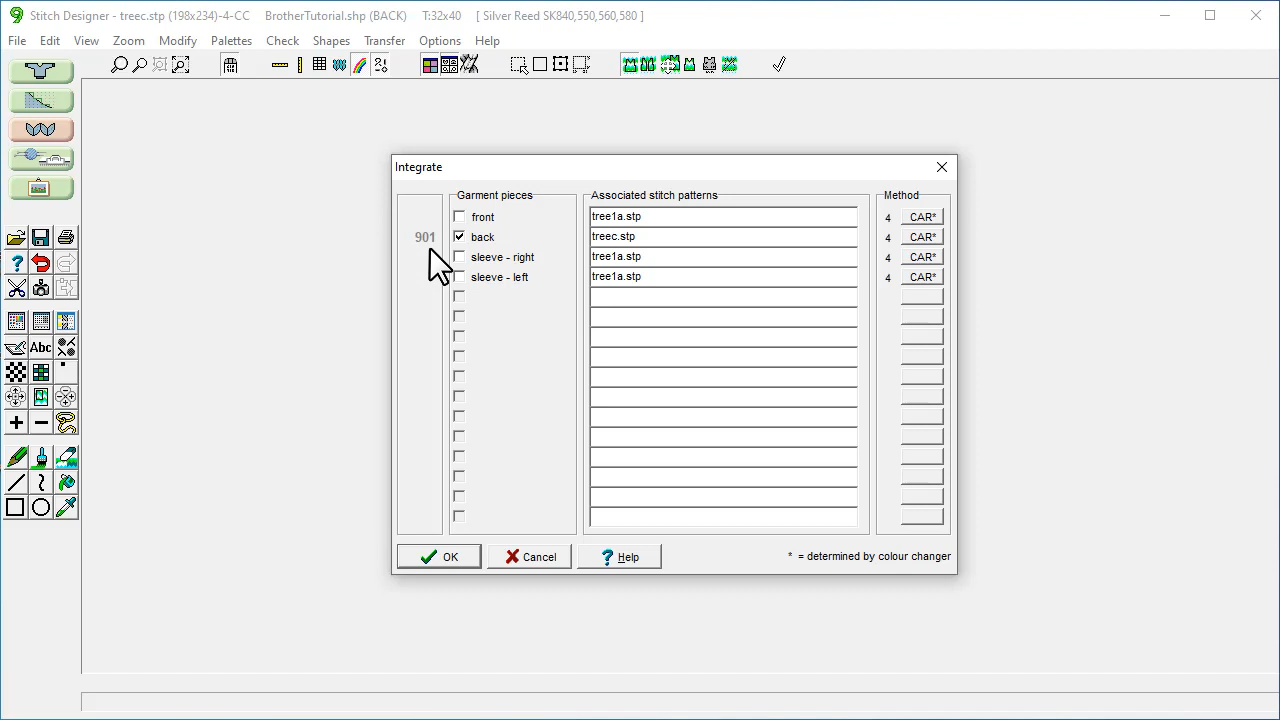 Stitch Designer - treec.stp (198x234)-4-CC BrotherTutorial.shp (BACK) T:32x40 [ Silver Reed SK840,550,560,580 ]
File Edit View Zoom Modify Palettes Check Shapes Transfer Options Help
Integrate
Garment pieces Associated stitch patterns Method
front tree1a.stp 4 CAR*
901 back treec.stp 4 CAR*
sleeve - right tree1a.stp 4 CAR*
sleeve - left tree1a.stp 4 CAR*
Abc
OK Cancel Help * = determined by colour changer